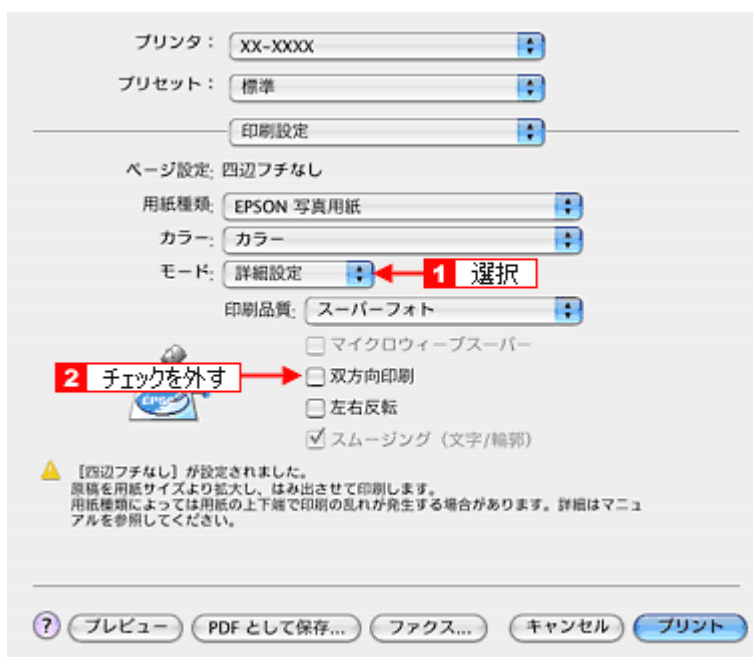 プリンタ： XX-XXXX
プリセット： 標準
印刷設定
ページ設定: 四辺フチなし
用紙種類: EPSON 写真用紙
カラー: カラー
モード: 詳細設定 1 選択
印刷品質: スーパーフォト
マイクロウィーブスーパー
2 チェックを外す 双方向印刷
EPSON
左右反転
スムージング（文字/輪郭）
［四辺フチなし］が設定されました。
原稿を用紙サイズより拡大し、はみ出させて印刷します。
用紙種類によっては用紙の上下端で印刷の乱れが発生する場合があります。詳細はマニュ
アルを参照してください。
? プレビュー PDF として保存... ファクス... キャンセル プリント